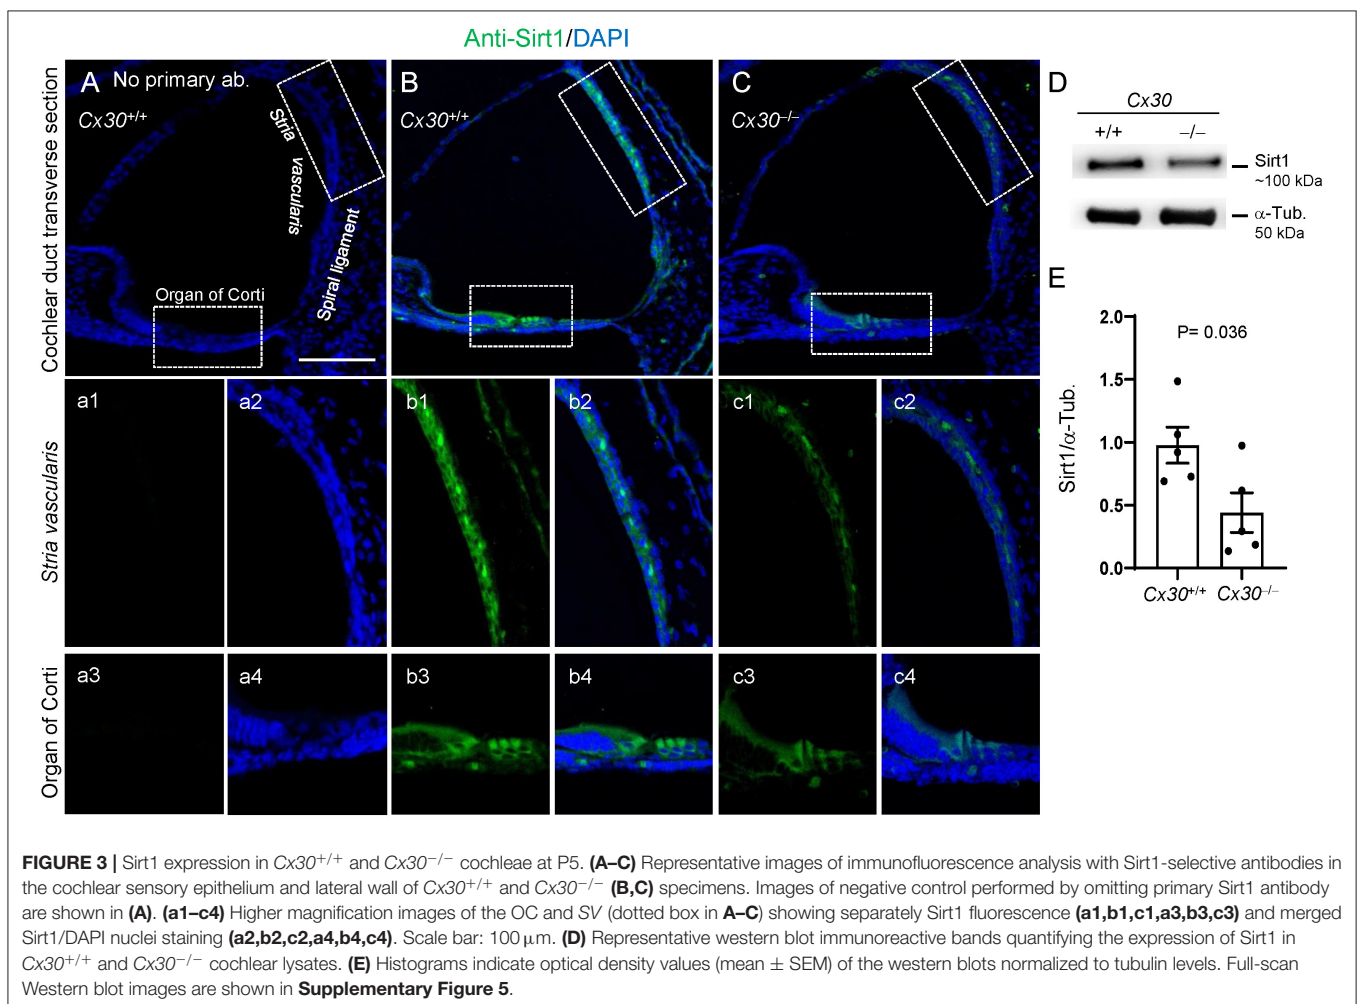 Anti-Sirt1/DAPI
Cochlear duct transverse section
A No primary ab.
Cx30+/+
Stria vascularis
Spiral ligament
Organ of Corti
B
Cx30+/+
C
Cx30−/−
Stria vascularis
a1
a2
b1
b2
c1
c2
Organ of Corti
a3
a4
b3
b4
c3
c4
D
Cx30
+/+ −/−
Sirt1
~100 kDa
α-Tub.
50 kDa
E
Sirt1/α-Tub.
2.0
1.5
1.0
0.5
0.0
P= 0.036
Cx30+/+ Cx30−/−
FIGURE 3 | Sirt1 expression in Cx30+/+ and Cx30−/− cochleae at P5. (A–C) Representative images of immunofluorescence analysis with Sirt1-selective antibodies in
the cochlear sensory epithelium and lateral wall of Cx30+/+ and Cx30−/− (B,C) specimens. Images of negative control performed by omitting primary Sirt1 antibody
are shown in (A). (a1–c4) Higher magnification images of the OC and SV (dotted box in A–C) showing separately Sirt1 fluorescence (a1,b1,c1,a3,b3,c3) and merged
Sirt1/DAPI nuclei staining (a2,b2,c2,a4,b4,c4). Scale bar: 100 µm. (D) Representative western blot immunoreactive bands quantifying the expression of Sirt1 in
Cx30+/+ and Cx30−/− cochlear lysates. (E) Histograms indicate optical density values (mean ± SEM) of the western blots normalized to tubulin levels. Full-scan
Western blot images are shown in Supplementary Figure 5.